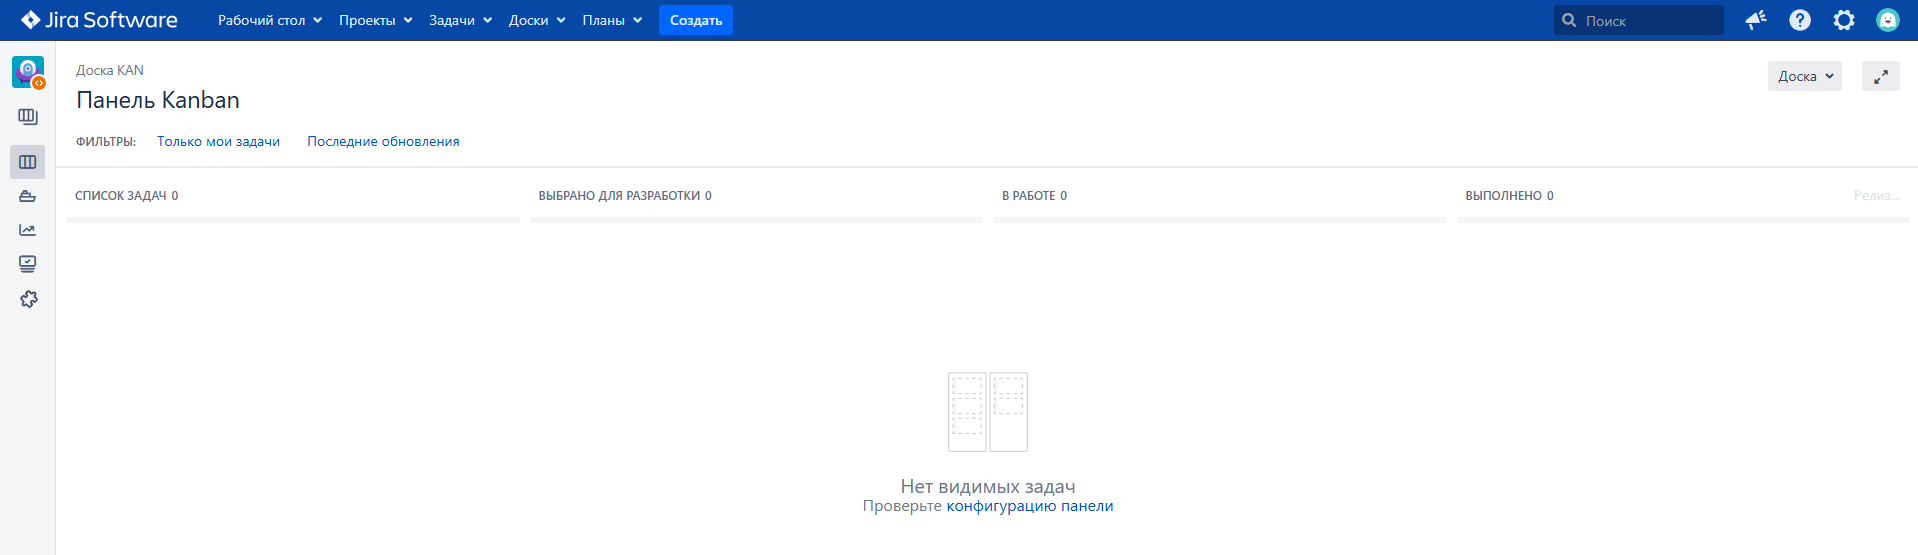 Jira Software Рабочий стол Проекты Задачи Доски Планы Создать Поиск
Доска KAN
Панель Kanban
Доска
ФИЛЬТРЫ: Только мои задачи Последние обновления
СПИСОК ЗАДАЧ 0 ВЫБРАНО ДЛЯ РАЗРАБОТКИ 0 В РАБОТЕ 0 ВЫПОЛНЕНО 0 Релиз...
Нет видимых задач
Проверьте конфигурацию панели